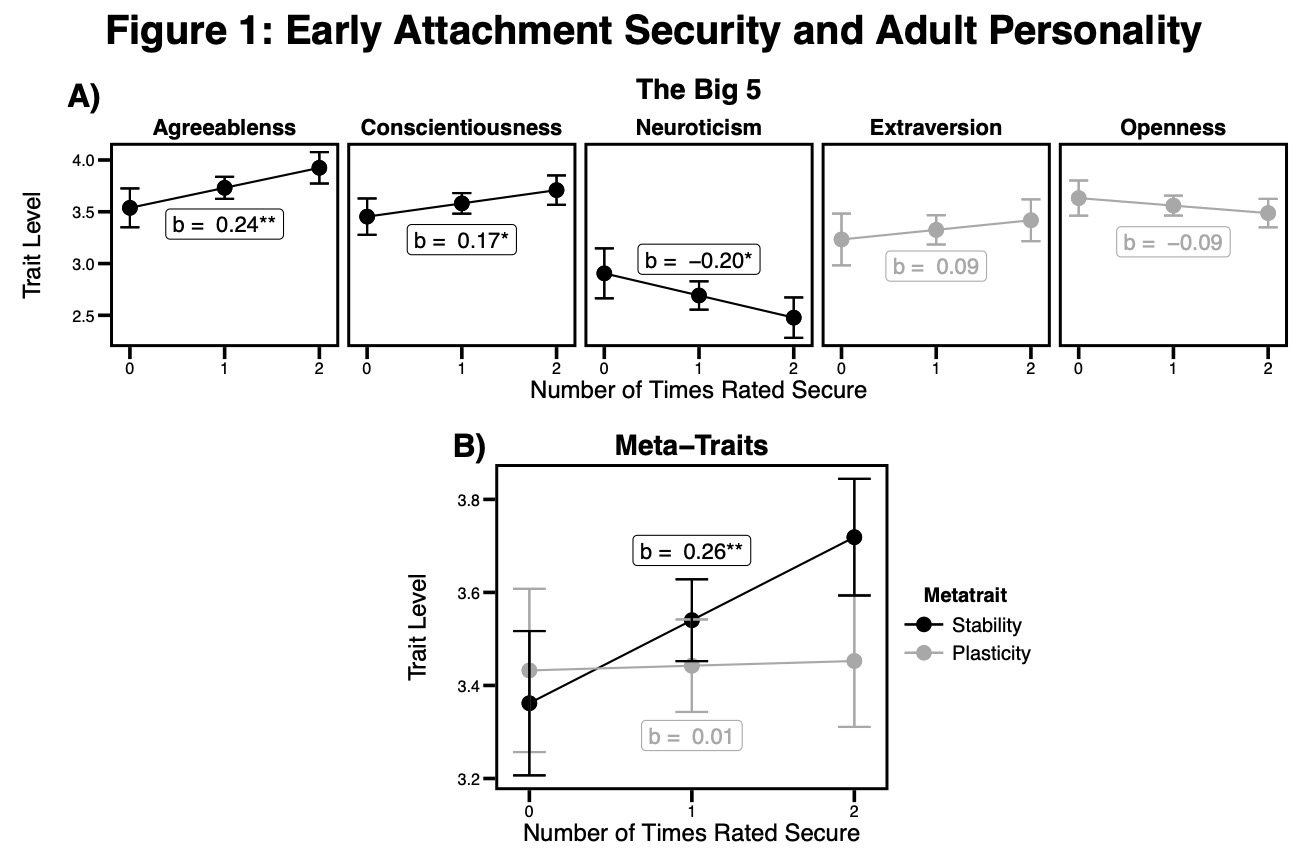 Figure 1: Early Attachment Security and Adult Personality
A)
The Big 5
Agreeablenss
Conscientiousness
Neuroticism
Extraversion
Openness
Trait Level
4.0
3.5
3.0
2.5
b = 0.24**
b = 0.17*
b = −0.20*
b = 0.09
b = −0.09
0 1 2
0 1 2
0 1 2
0 1 2
0 1 2
Number of Times Rated Secure
B)
Meta−Traits
Trait Level
3.8
3.6
3.4
3.2
b = 0.26**
b = 0.01
0 1 2
Number of Times Rated Secure
Metatrait
Stability
Plasticity